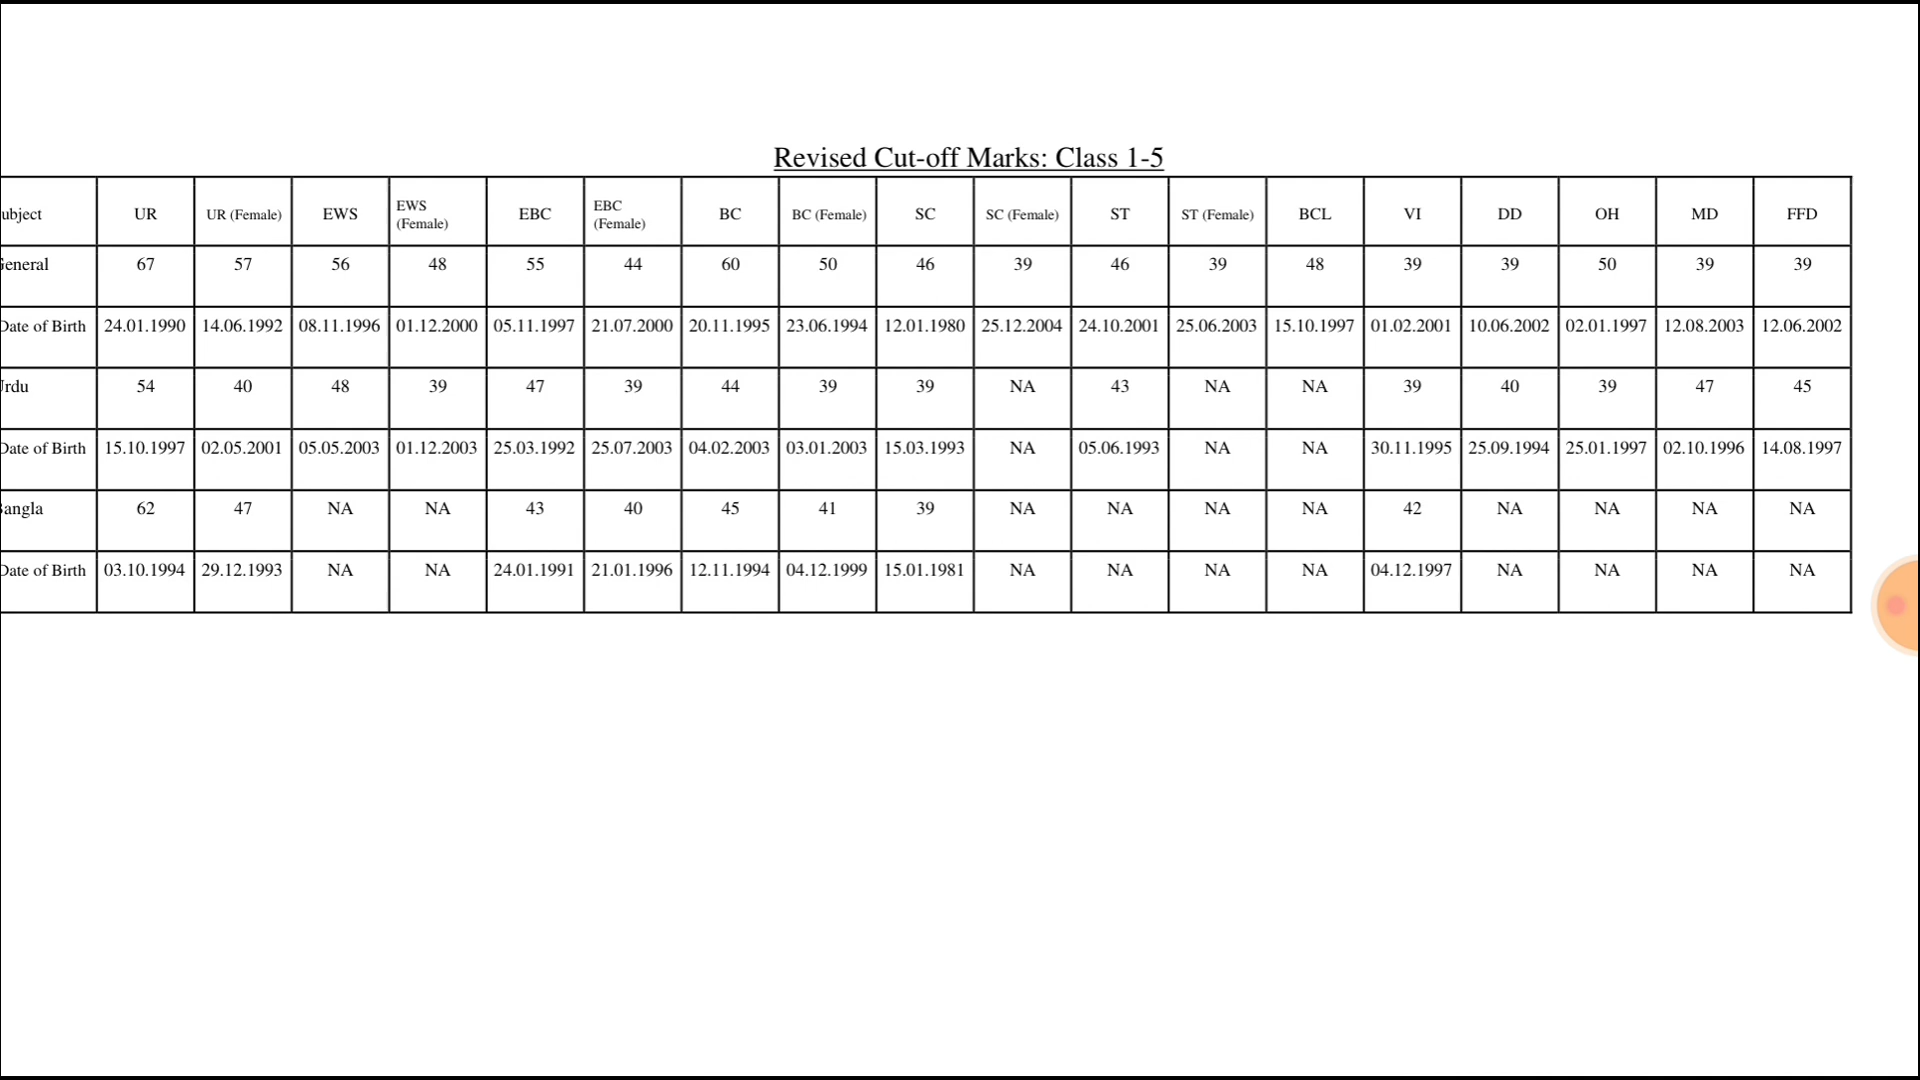 Revised Cut-off Marks: Class 1-5
ubject UR UR (Female) EWS EWS (Female) EBC EBC (Female) BC BC (Female) SC SC (Female) ST ST (Female) BCL VI DD OH MD FFD
General 67 57 56 48 55 44 60 50 46 39 46 39 48 39 39 50 39 39
Date of Birth 24.01.1990 14.06.1992 08.11.1996 01.12.2000 05.11.1997 21.07.2000 20.11.1995 23.06.1994 12.01.1980 25.12.2004 24.10.2001 25.06.2003 15.10.1997 01.02.2001 10.06.2002 02.01.1997 12.08.2003 12.06.2002
Urdu 54 40 48 39 47 39 44 39 39 NA 43 NA NA 39 40 39 47 45
Date of Birth 15.10.1997 02.05.2001 05.05.2003 01.12.2003 25.03.1992 25.07.2003 04.02.2003 03.01.2003 15.03.1993 NA 05.06.1993 NA NA 30.11.1995 25.09.1994 25.01.1997 02.10.1996 14.08.1997
Bangla 62 47 NA NA 43 40 45 41 39 NA NA NA NA 42 NA NA NA NA
Date of Birth 03.10.1994 29.12.1993 NA NA 24.01.1991 21.01.1996 12.11.1994 04.12.1999 15.01.1981 NA NA NA NA 04.12.1997 NA NA NA NA